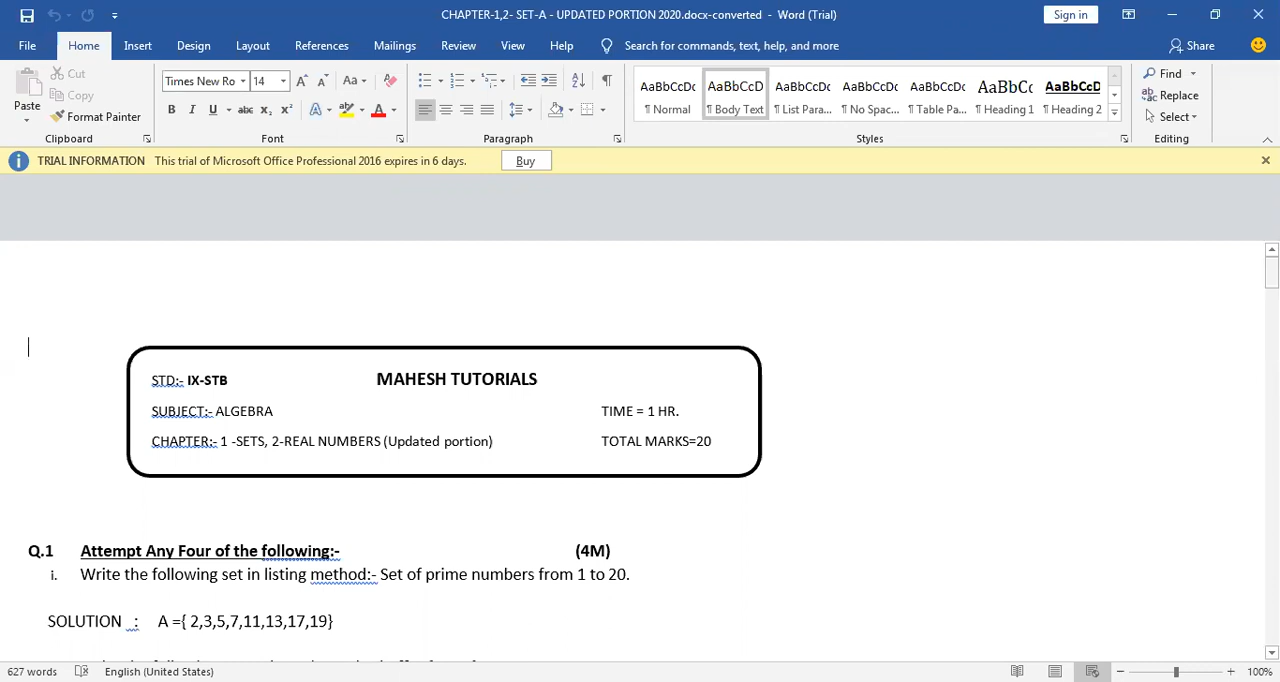 CHAPTER-1,2- SET-A - UPDATED PORTION 2020.docx-converted - Word (Trial)
Sign in
File Home Insert Design Layout References Mailings Review View Help Search for commands, text, help, and more Share
Paste Cut Copy Format Painter
Times New Ro 14
AaBbCcDc AaBbCcD AaBbCcDc AaBbCcDc AaBbCcDc AaBbCc AaBbCcD
¶ Normal ¶ Body Text ¶ List Para... ¶ No Spac... ¶ Table Pa... ¶ Heading 1 ¶ Heading 2
Find Replace Select
Clipboard Font Paragraph Styles Editing
TRIAL INFORMATION This trial of Microsoft Office Professional 2016 expires in 6 days. Buy
STD:- IX-STB MAHESH TUTORIALS
SUBJECT:- ALGEBRA TIME = 1 HR.
CHAPTER:- 1 -SETS, 2-REAL NUMBERS (Updated portion) TOTAL MARKS=20
Q.1 Attempt Any Four of the following:- (4M)
i. Write the following set in listing method:- Set of prime numbers from 1 to 20.
SOLUTION : A ={ 2,3,5,7,11,13,17,19}
627 words English (United States) 100%